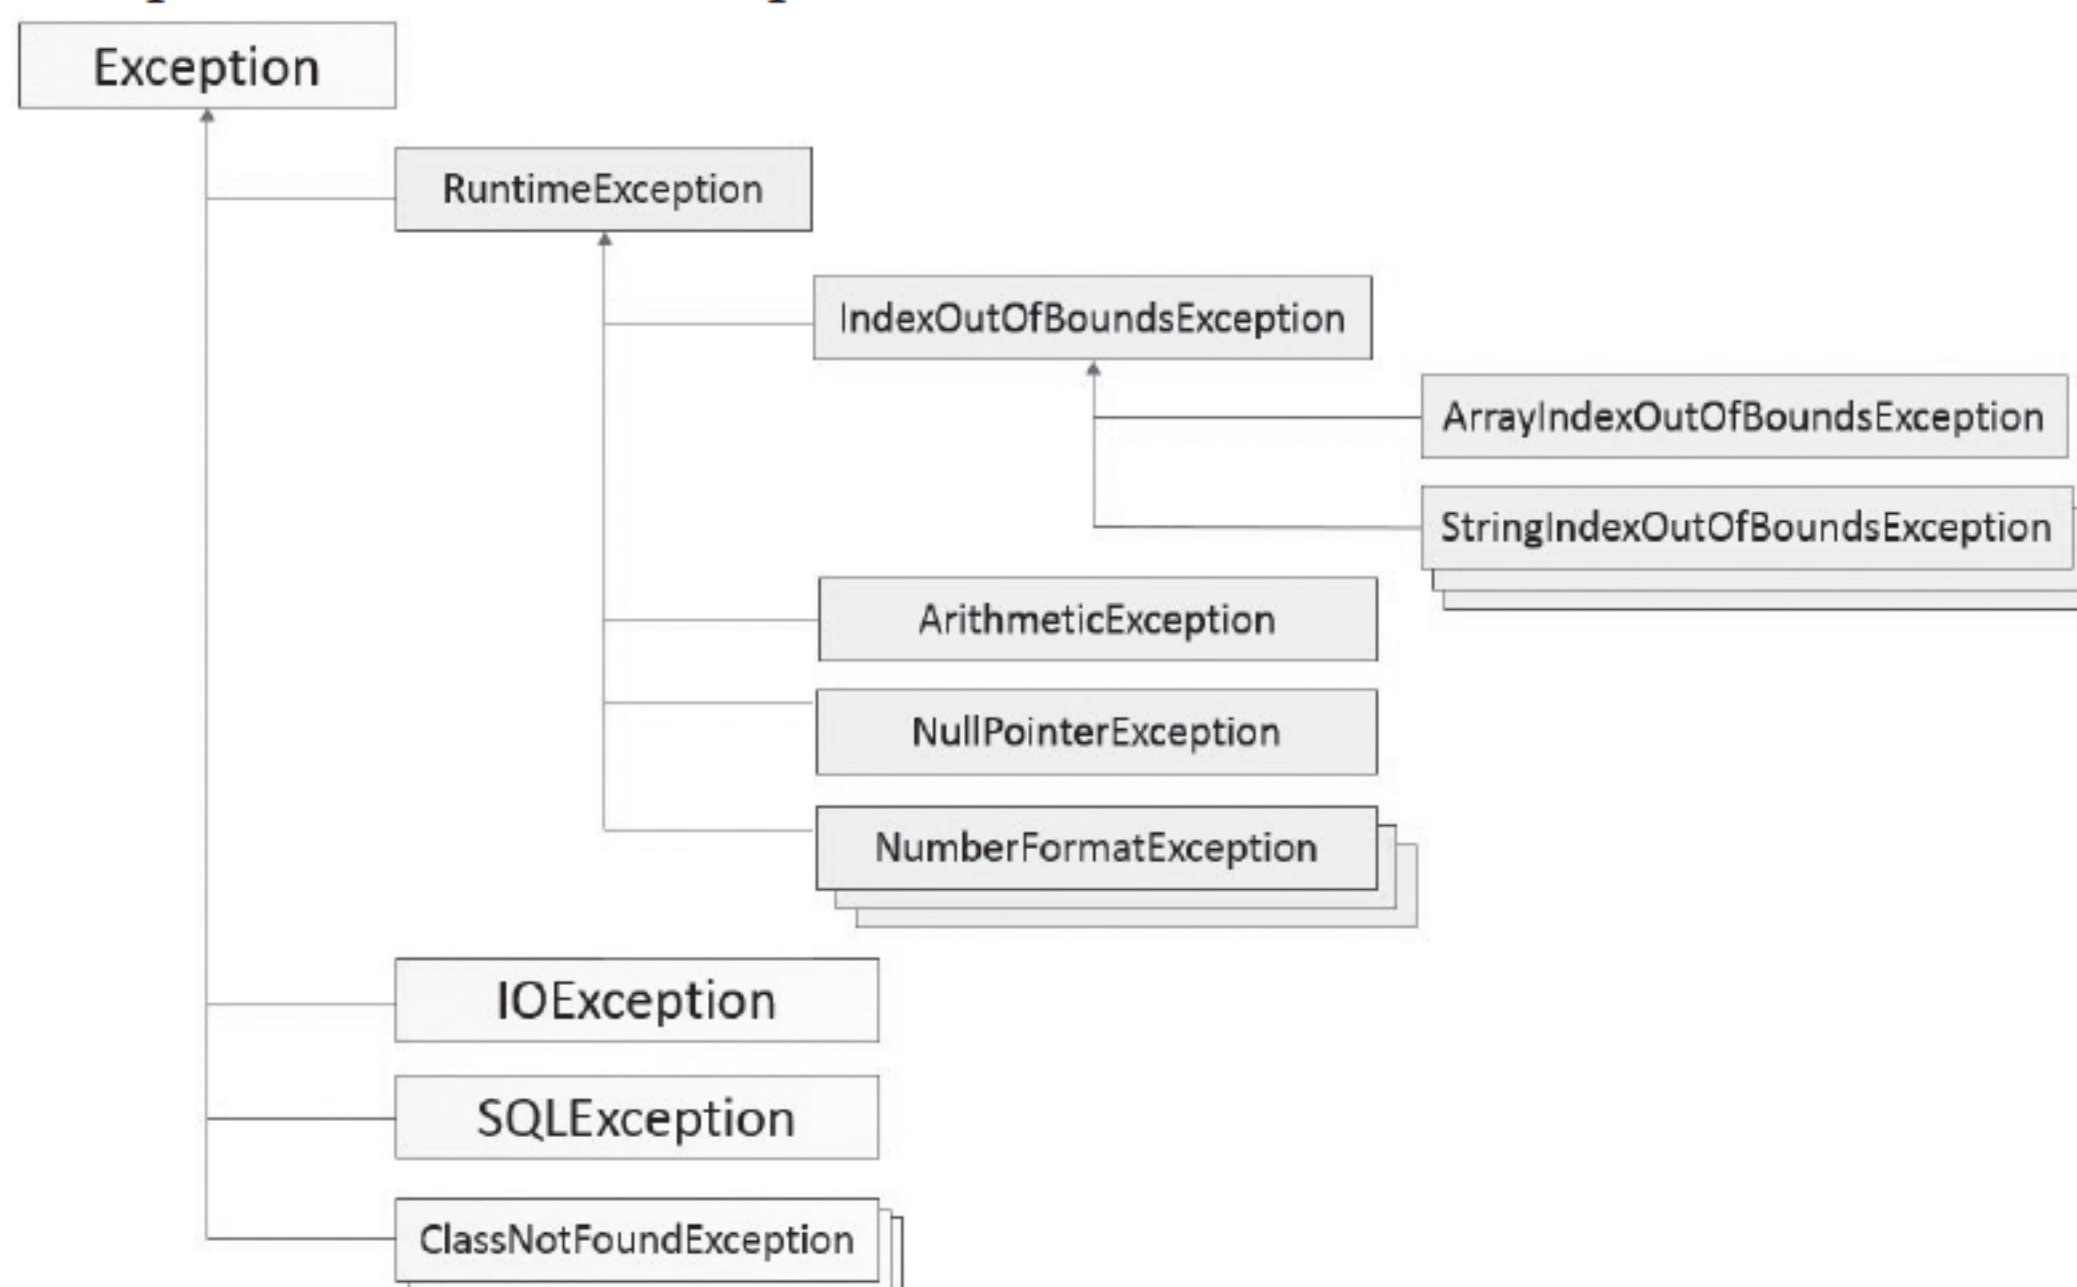 Exception
RuntimeException
IndexOutOfBoundsException
ArrayIndexOutOfBoundsException
StringIndexOutOfBoundsException
ArithmeticException
NullPointerException
NumberFormatException
IOException
SQLException
ClassNotFoundException